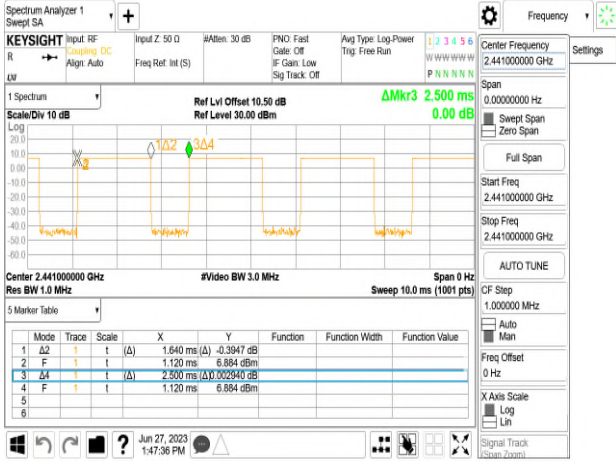 Spectrum Analyzer 1
Swept SA
Frequency
KEYSIGHT
Input: RF
Coupling: DC
Align: Auto
R
Input Z: 50 Ω
Freq Ref: Int (S)
#Atten: 30 dB
PNO: Fast
Gate: Off
IF Gain: Low
Sig Track: Off
Avg Type: Log-Power
Trig: Free Run
1 2 3 4 5 6
W W W W W W
P N N N N N
Center Frequency
2.441000000 GHz
Settings
1 Spectrum
Scale/Div 10 dB
Ref Lvl Offset 10.50 dB
Ref Level 30.00 dBm
ΔMkr3 2.500 ms
0.00 dB
Span
0.00000000 Hz
Swept Span
Zero Span
Full Span
Start Freq
2.441000000 GHz
Stop Freq
2.441000000 GHz
AUTO TUNE
CF Step
1.000000 MHz
Auto
Man
Freq Offset
0 Hz
X Axis Scale
Log
Lin
Signal Track
(Span Zoom)
Log
20.0
10.0
0.00
-10.0
-20.0
-30.0
-40.0
-50.0
-60.0
2
1Δ2
3Δ4
Center 2.441000000 GHz
Res BW 1.0 MHz
#Video BW 3.0 MHz
Span 0 Hz
Sweep 10.0 ms (1001 pts)
5 Marker Table
Mode Trace Scale X Y Function Function Width Function Value
1 Δ2 1 t (Δ) 1.640 ms (Δ) -0.3947 dB
2 F 1 t 1.120 ms 6.884 dBm
3 Δ4 1 t (Δ) 2.500 ms (Δ) 0.002940 dB
4 F 1 t 1.120 ms 6.884 dBm
5
6
?
Jun 27, 2023
1:47:36 PM